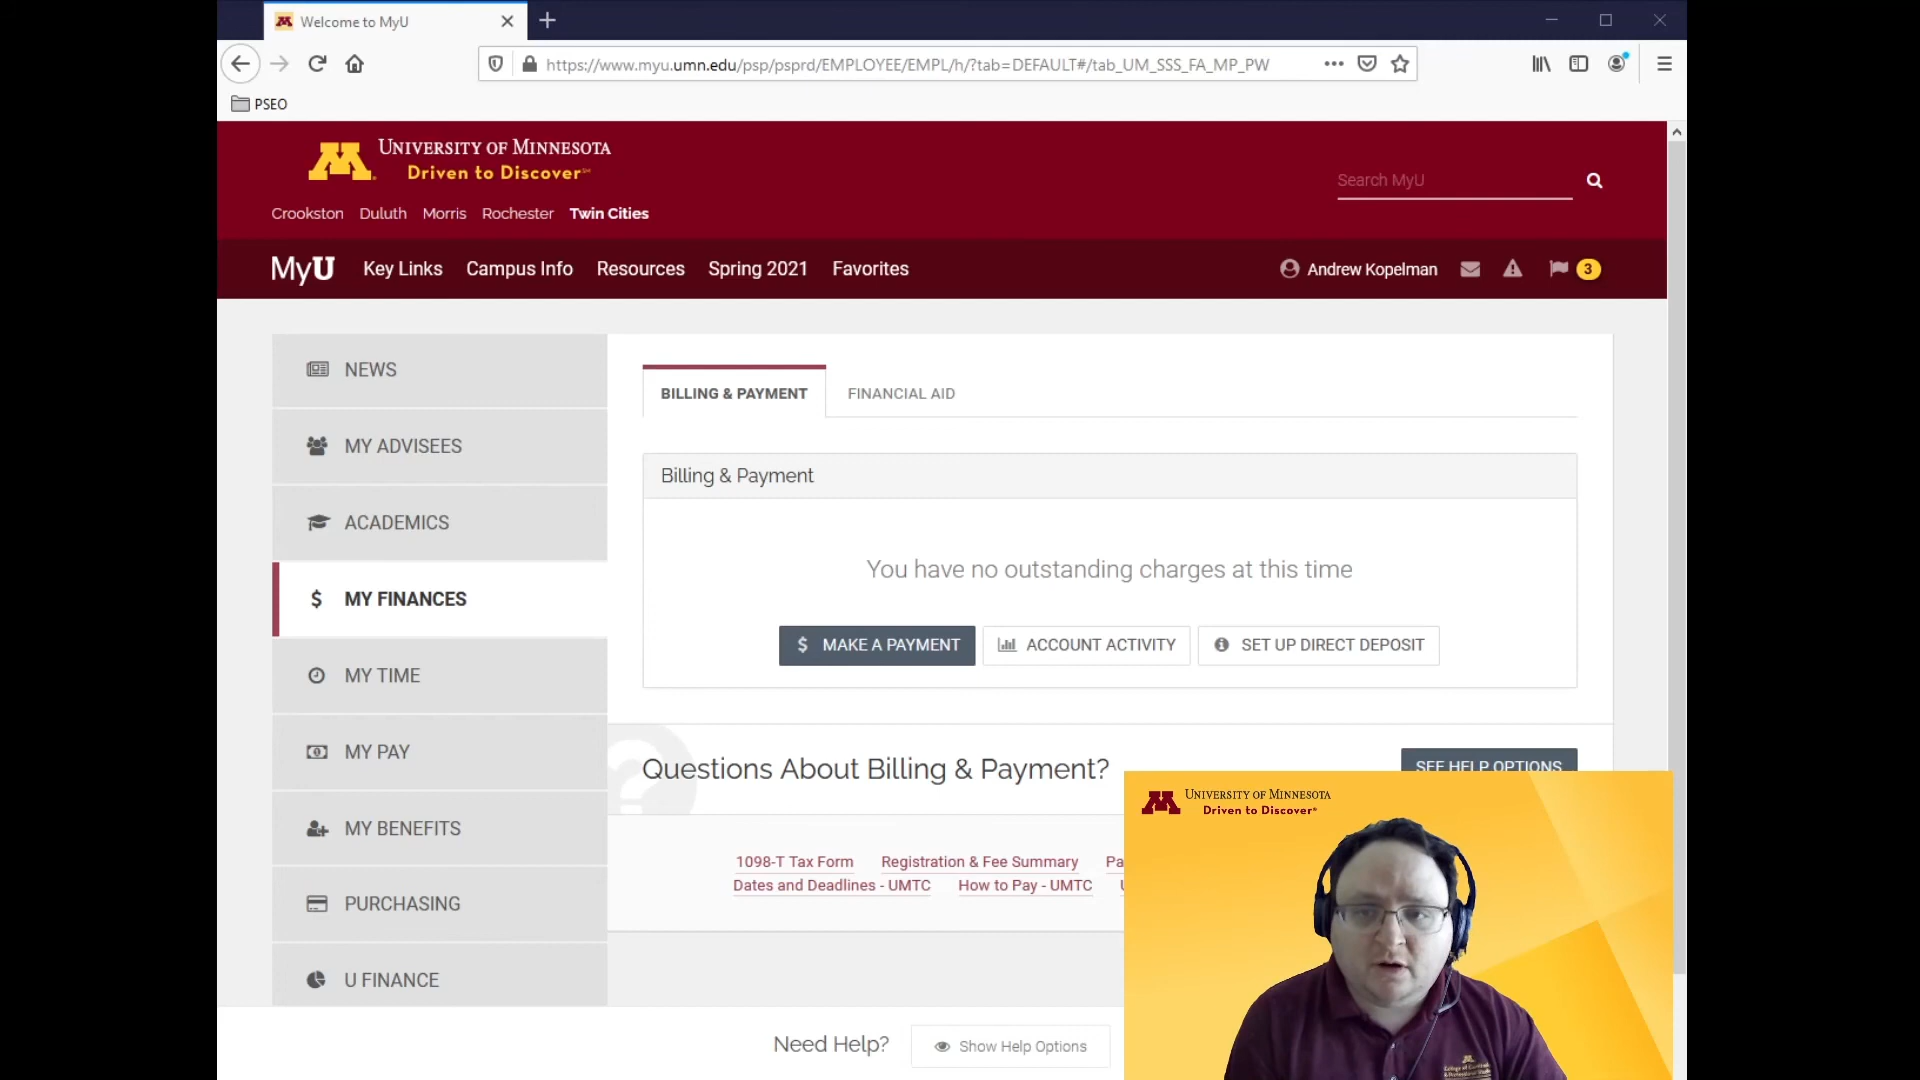 Welcome to MyU
https://www.myu.umn.edu/psp/psprd/EMPLOYEE/EMPL/h/?tab=DEFAULT#/tab_UM_SSS_FA_MP_PW
PSEO
UNIVERSITY OF MINNESOTA
Driven to Discover℠
Search MyU
Crookston Duluth Morris Rochester Twin Cities
MyU Key Links Campus Info Resources Spring 2021 Favorites Andrew Kopelman 3
NEWS
MY ADVISEES
ACADEMICS
$ MY FINANCES
MY TIME
MY PAY
MY BENEFITS
PURCHASING
U FINANCE
BILLING & PAYMENT FINANCIAL AID
Billing & Payment
You have no outstanding charges at this time
$ MAKE A PAYMENT ACCOUNT ACTIVITY SET UP DIRECT DEPOSIT
Questions About Billing & Payment?
SEE HELP OPTIONS
1098-T Tax Form Registration & Fee Summary Pa
Dates and Deadlines - UMTC How to Pay - UMTC
UNIVERSITY OF MINNESOTA
Driven to Discover®
Need Help? Show Help Options